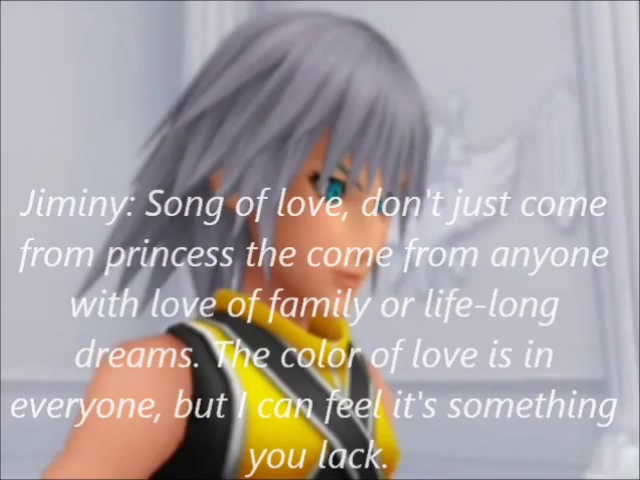 Jiminy: Song of love, don't just come
from princess the come from anyone
with love of family or life-long
dreams. The color of love is in
everyone, but I can feel it's something
you lack.